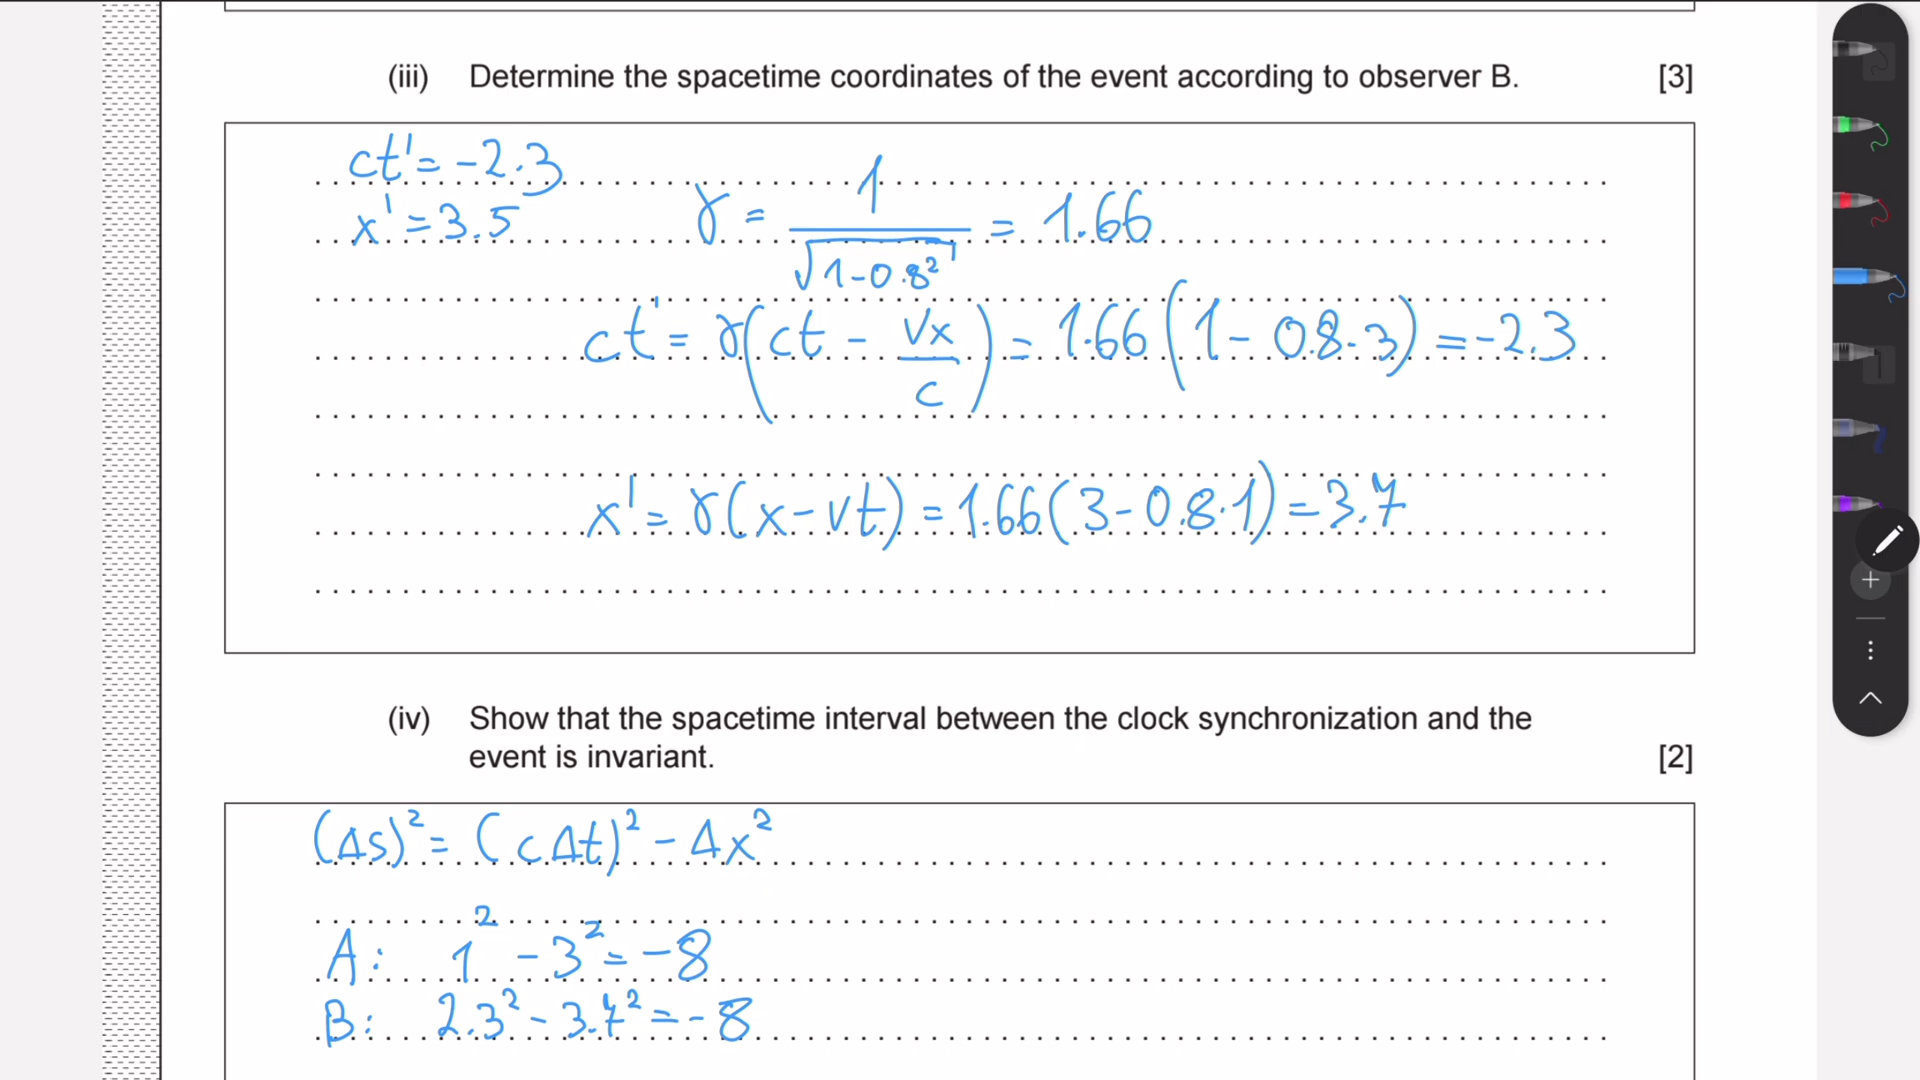 (iii) Determine the spacetime coordinates of the event according to observer B. [3]
ct' = -2.3
x' = 3.5
γ = 1/√(1-0.8²) = 1.66
ct' = γ(ct - vx/c) = 1.66(1 - 0.8·3) = -2.3
x' = γ(x - vt) = 1.66(3 - 0.8·1) = 3.7
(iv) Show that the spacetime interval between the clock synchronization and the
event is invariant. [2]
(Δs)² = (cΔt)² - Δx²
A: 1² - 3² = -8
B: 2.3² - 3.7² = -8